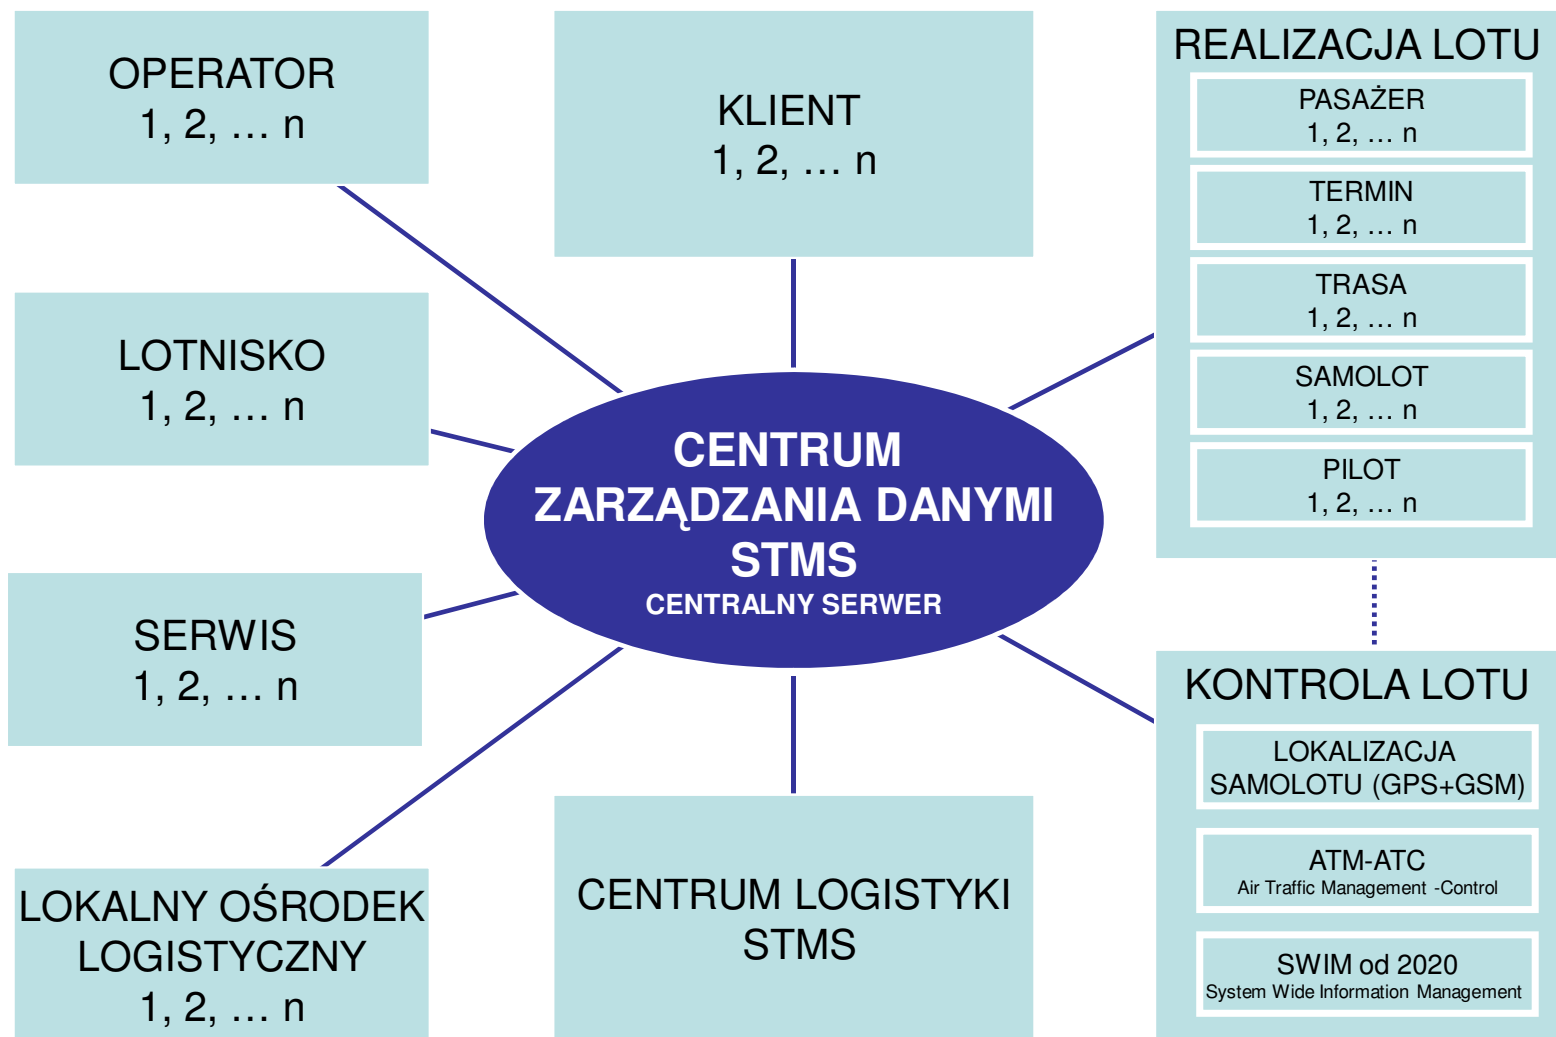 OPERATOR
1, 2, … n
KLIENT
1, 2, … n
REALIZACJA LOTU
PASAŻER
1, 2, … n
TERMIN
1, 2, … n
TRASA
1, 2, … n
SAMOLOT
1, 2, … n
PILOT
1, 2, … n
LOTNISKO
1, 2, … n
CENTRUM
ZARZĄDZANIA DANYMI
STMS
CENTRALNY SERWER
SERWIS
1, 2, … n
KONTROLA LOTU
LOKALIZACJA
SAMOLOTU (GPS+GSM)
ATM-ATC
Air Traffic Management -Control
SWIM od 2020
System Wide Information Management
LOKALNY OŚRODEK
LOGISTYCZNY
1, 2, … n
CENTRUM LOGISTYKI
STMS